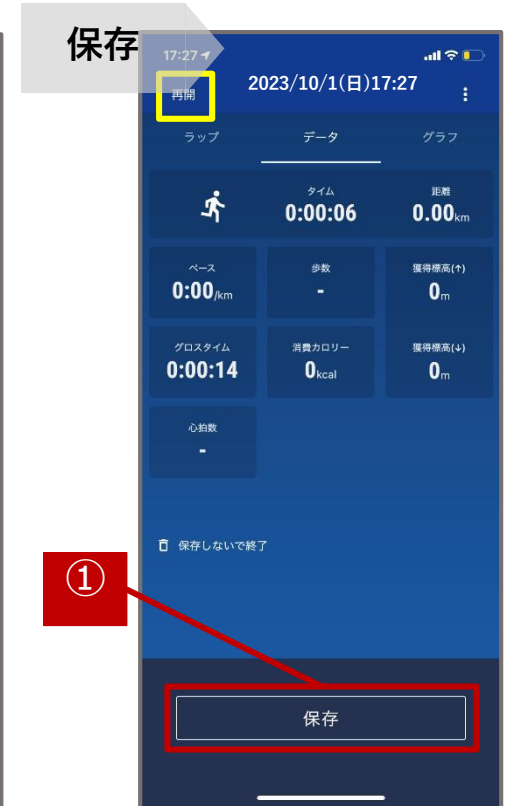 保存
17:27
再開
2023/10/1(日)17:27
ラップ データ グラフ
タイム
0:00:06
距離
0.00km
ペース
0:00/km
歩数
-
獲得標高(↑)
0m
グロスタイム
0:00:14
消費カロリー
0kcal
獲得標高(↓)
0m
心拍数
-
保存しないで終了
①
保存